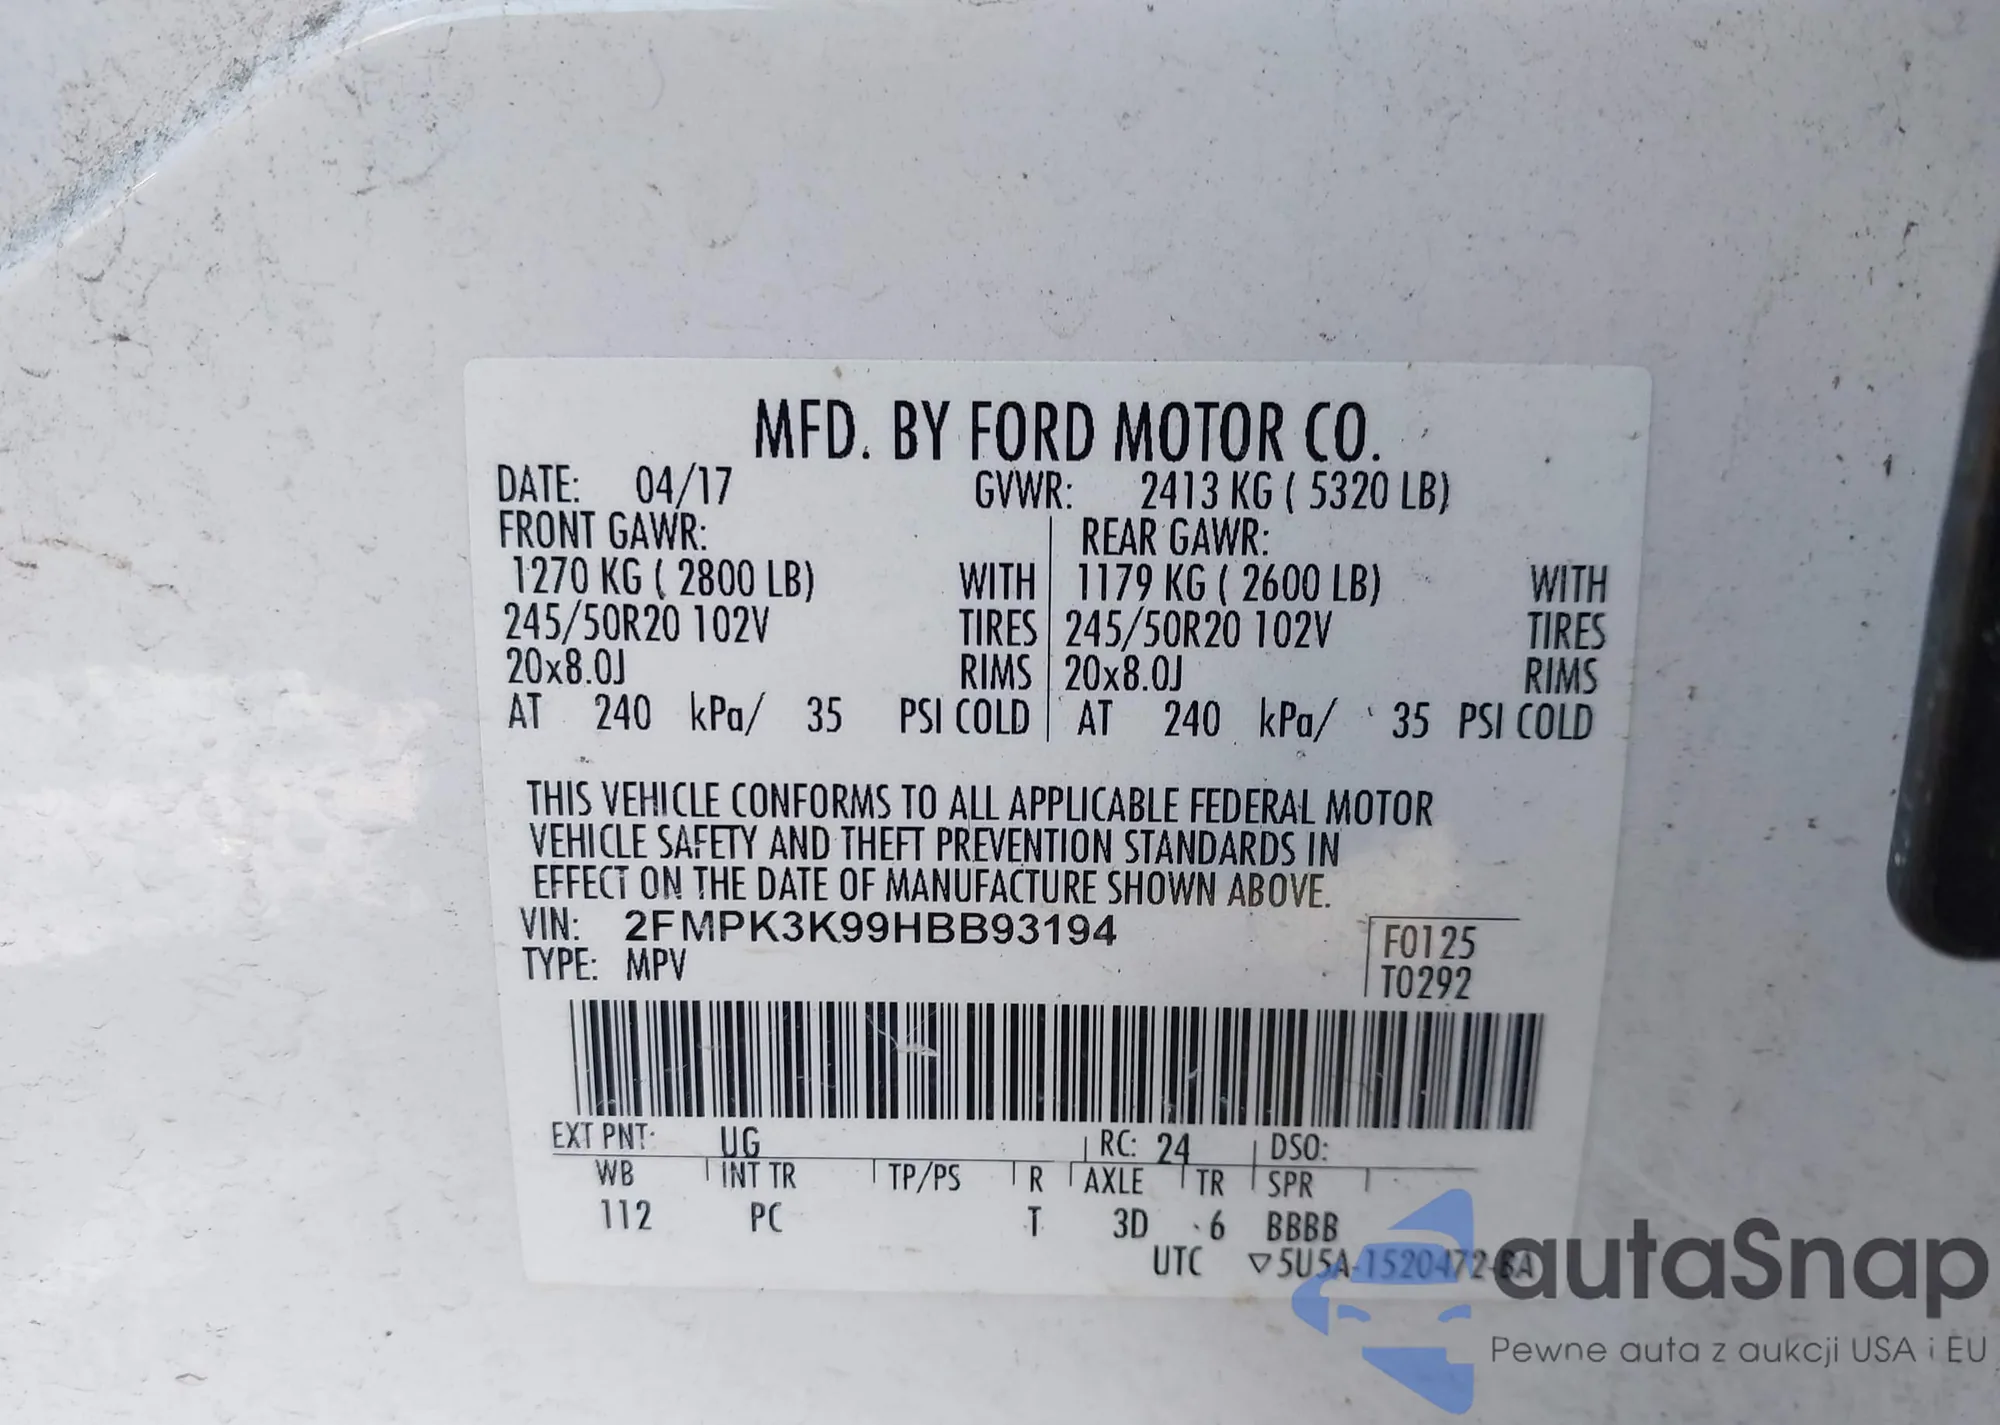 MFD. BY FORD MOTOR CO.
DATE: 04/17 GVWR: 2413 KG ( 5320 LB)
FRONT GAWR: REAR GAWR:
1270 KG ( 2800 LB) WITH 1179 KG ( 2600 LB) WITH
245/50R20 102V TIRES 245/50R20 102V TIRES
20x8.0J RIMS 20x8.0J RIMS
AT 240 kPa/ 35 PSI COLD AT 240 kPa/ 35 PSI COLD
THIS VEHICLE CONFORMS TO ALL APPLICABLE FEDERAL MOTOR
VEHICLE SAFETY AND THEFT PREVENTION STANDARDS IN
EFFECT ON THE DATE OF MANUFACTURE SHOWN ABOVE.
VIN: 2FMPK3K99HBB93194
F0125
TYPE: MPV
T0292
EXT PNT: UG RC: 24 DSO:
WB INT TR TP/PS R AXLE TR SPR
112 PC T 3D 6 BBBB
UTC ▽5U5A-1520472-BA
autaSnap
Pewne auta z aukcji USA i EU